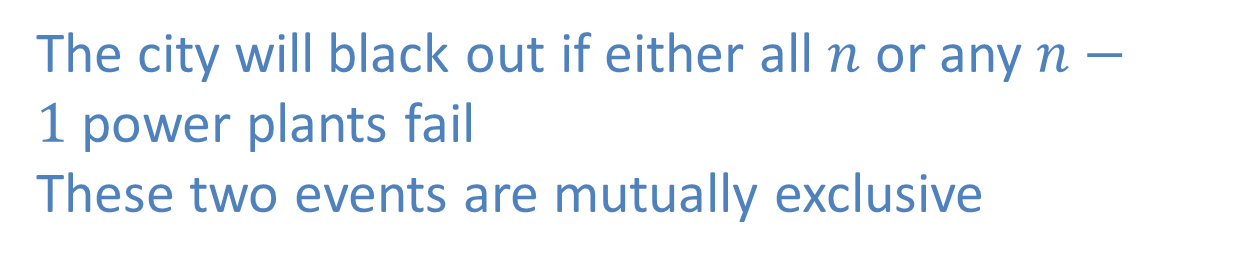 The city will black out if either all n or any n −
1 power plants fail
These two events are mutually exclusive